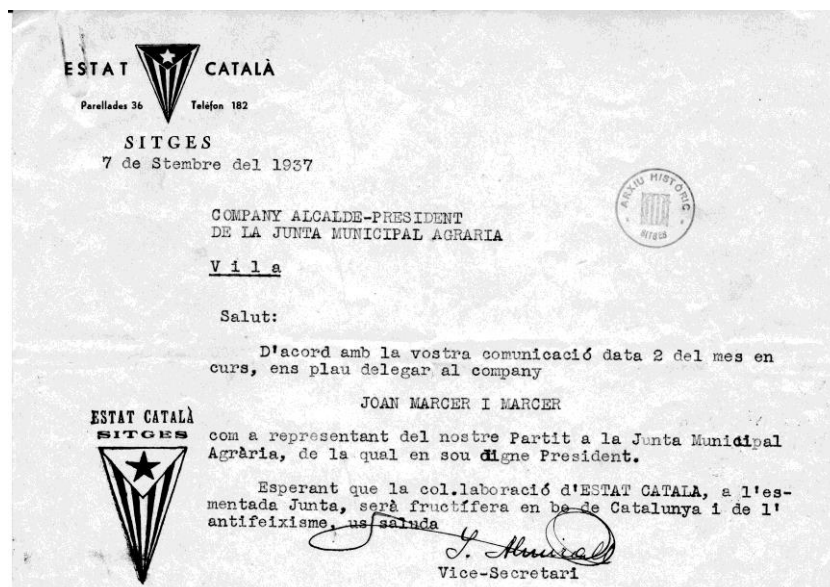 ESTAT CATALÀ
Parellades 36 Telèfon 182
SITGES
7 de Stembre del 1937
ARXIU HISTÒRIC
SITGES
COMPANY ALCALDE-PRESIDENT
DE LA JUNTA MUNICIPAL AGRARIA
V i l a
Salut:
D'acord amb la vostra comunicació data 2 del mes en
curs, ens plau delegar al company
JOAN MARCER I MARCER
ESTAT CATALÀ
SITGES
com a representant del nostre Partit a la Junta Municipal
Agrària, de la qual en sou digne President.
Esperant que la col.laboració d'ESTAT CATALA, a l'es-
mentada Junta, serà fructífera en be de Catalunya i de l'
antifeixisme, us saluda
Almirall
Vice-Secretari